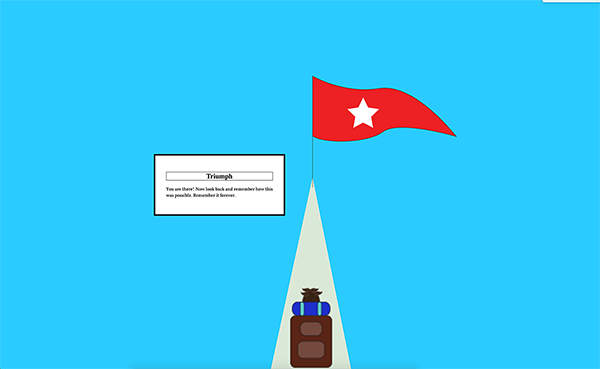 Triumph
You are there! Now look back and remember how this
was possible. Remember it forever.